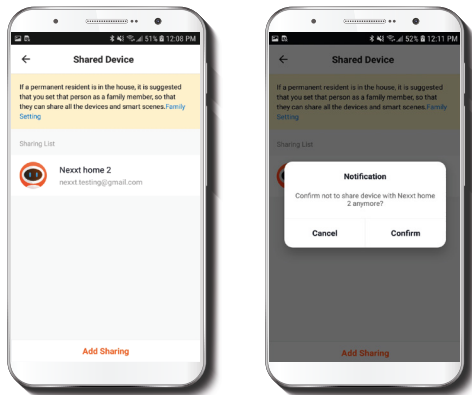 51% 12:08 PM
Shared Device
If a permanent resident is in the house, it is suggested
that you set that person as a family member, so that
they can share all the devices and smart scenes.Family
Setting
Sharing List
Nexxt home 2
nexxt.testing@gmail.com
Add Sharing
52% 12:11 PM
Shared Device
If a permanent resident is in the house, it is suggested
that you set that person as a family member, so that
they can share all the devices and smart scenes.Family
Setting
Sharing List
Notification
Confirm not to share device with Nexxt home
2 anymore?
Cancel Confirm
Add Sharing